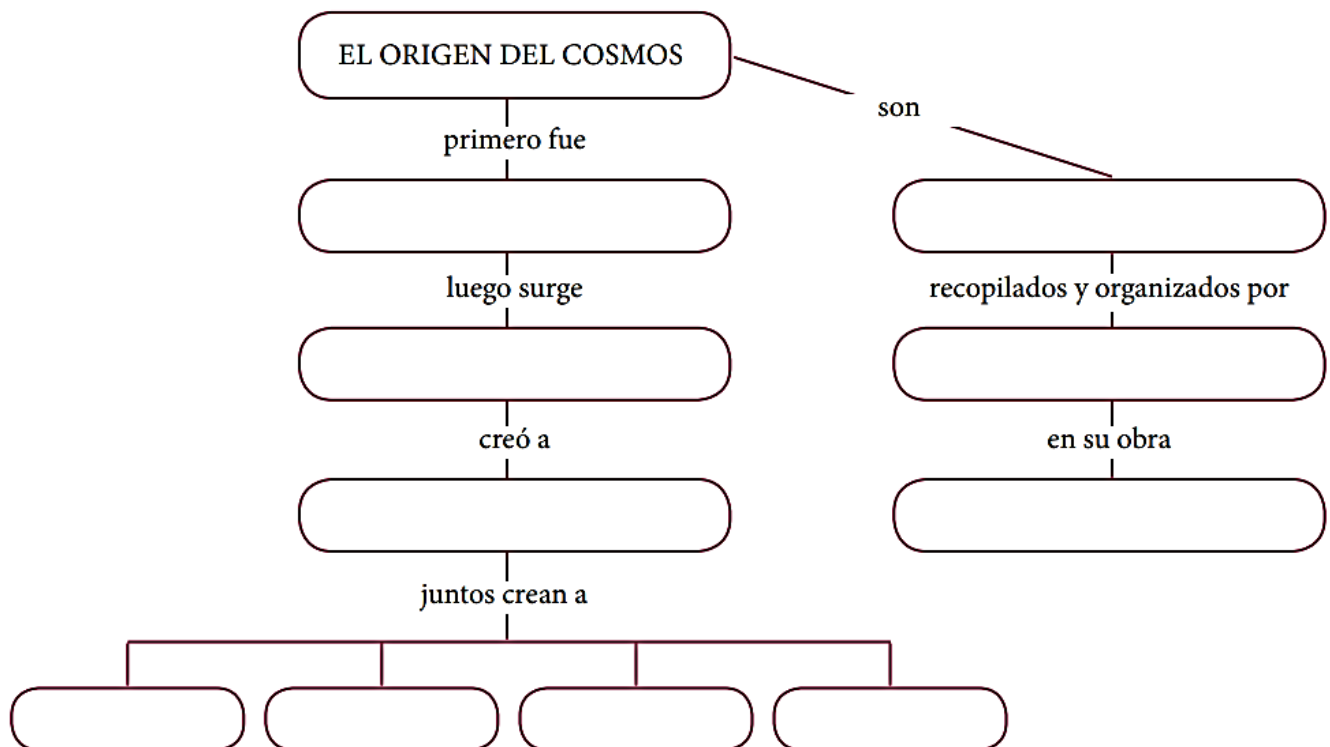 EL ORIGEN DEL COSMOS
son
primero fue
luego surge
recopilados y organizados por
creó a
en su obra
juntos crean a